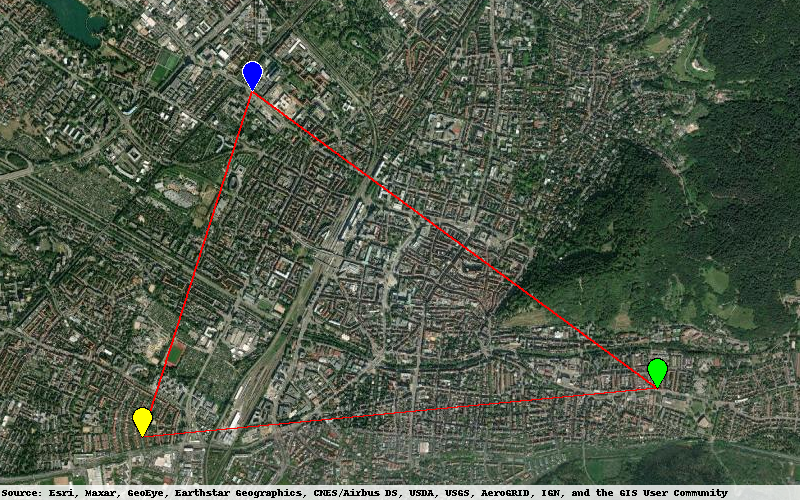 Source: Esri, Maxar, GeoEye, Earthstar Geographics, CNES/Airbus DS, USDA, USGS, AeroGRID, IGN, and the GIS User Community